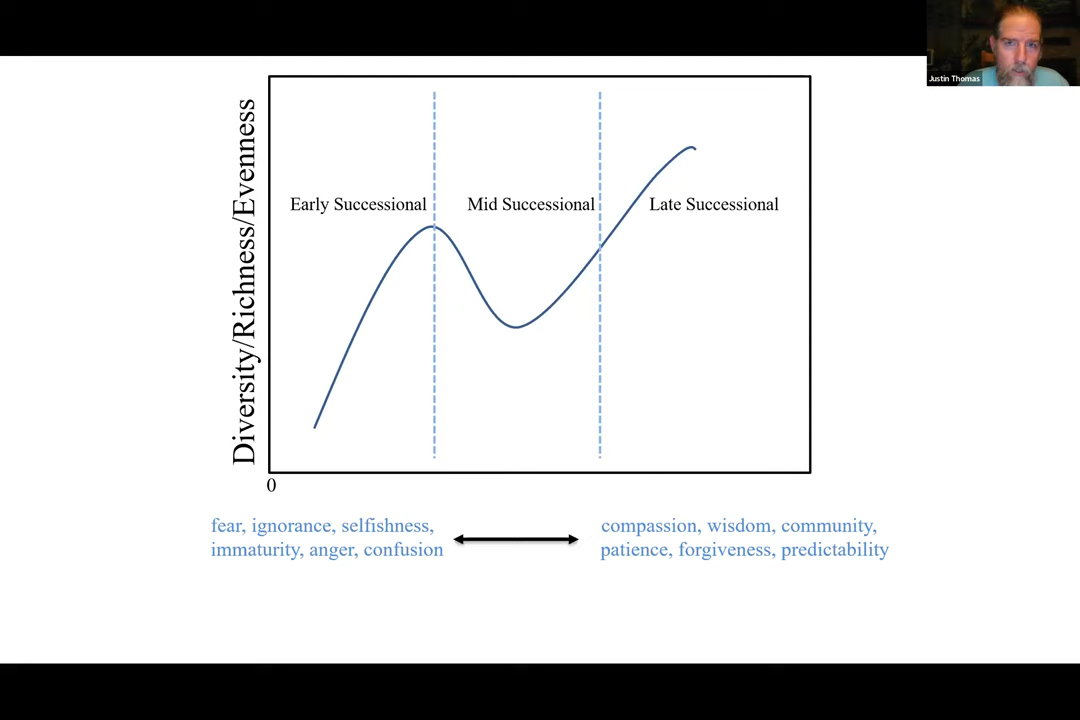 Justin Thomas
Diversity/Richness/Evenness
Early Successional
Mid Successional
Late Successional
0
fear, ignorance, selfishness,
immaturity, anger, confusion
compassion, wisdom, community,
patience, forgiveness, predictability